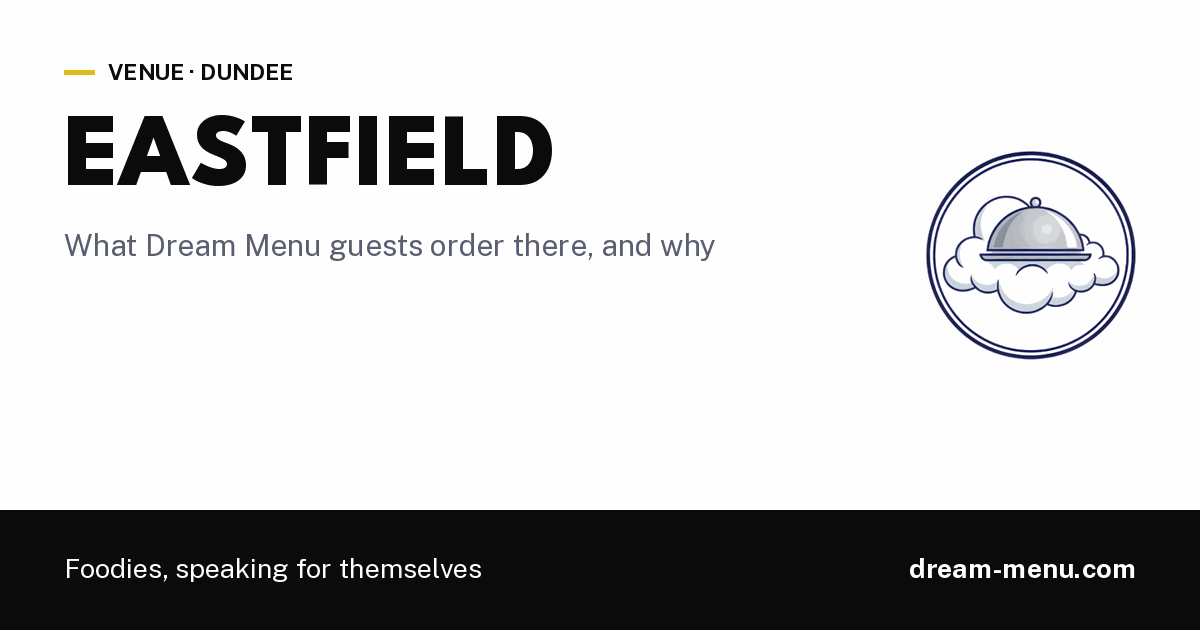 VENUE · DUNDEE
EASTFIELD
What Dream Menu guests order there, and why
Foodies, speaking for themselves
dream-menu.com